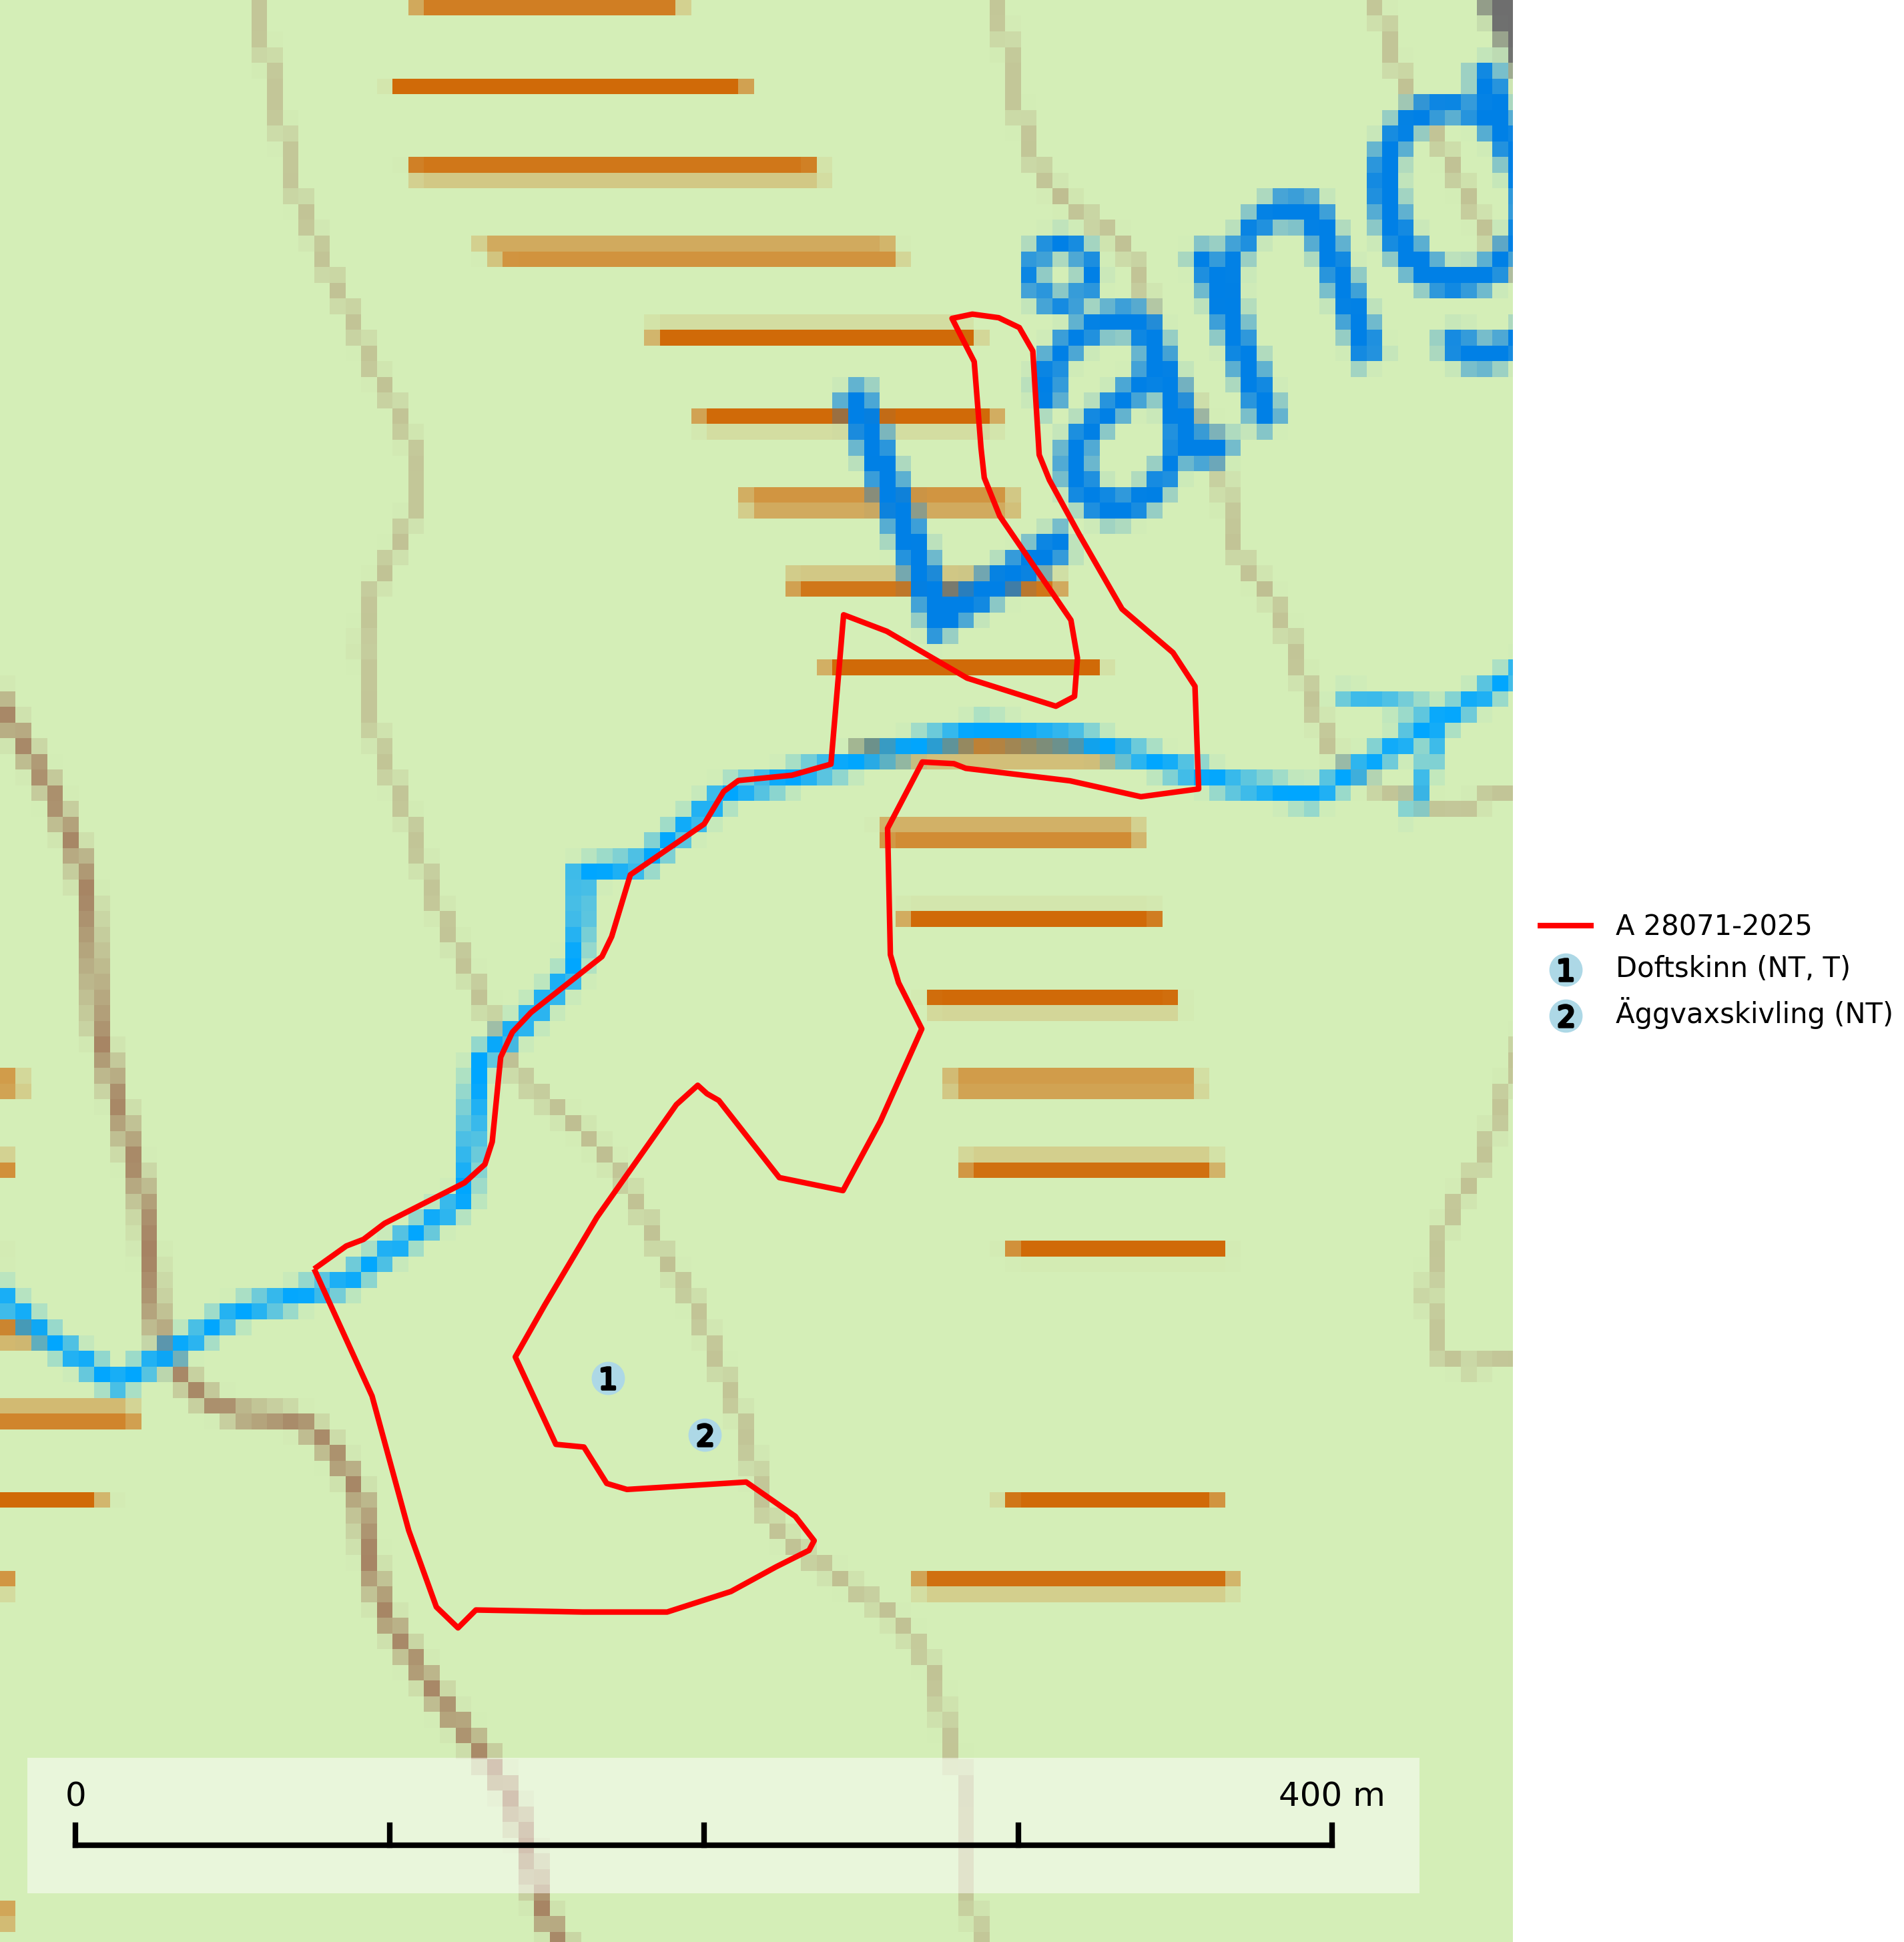 A 28071-2025
1 Doftskinn (NT, T)
2 Äggvaxskivling (NT)
1
2
0 400 m